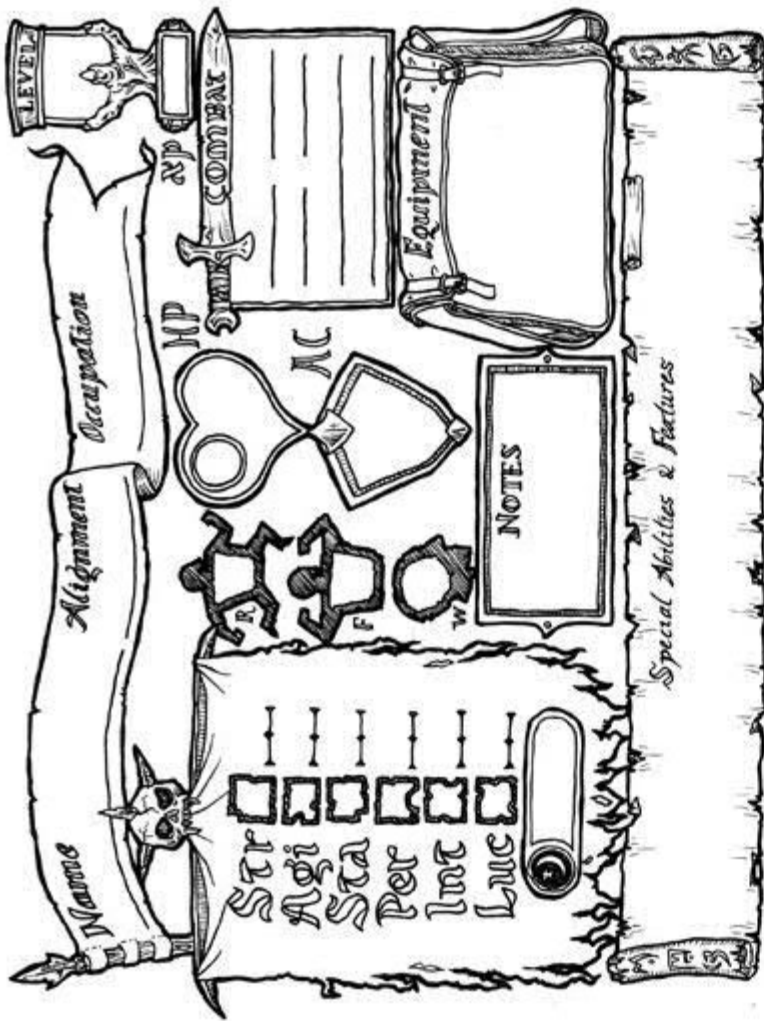 Name
Alignment
Occupation
LEVEL
XP
Str
Agi
Sta
Per
Int
Luc
R
F
W
HP
AC
COMBAT
NOTES
Equipment
Special Abilities & Features